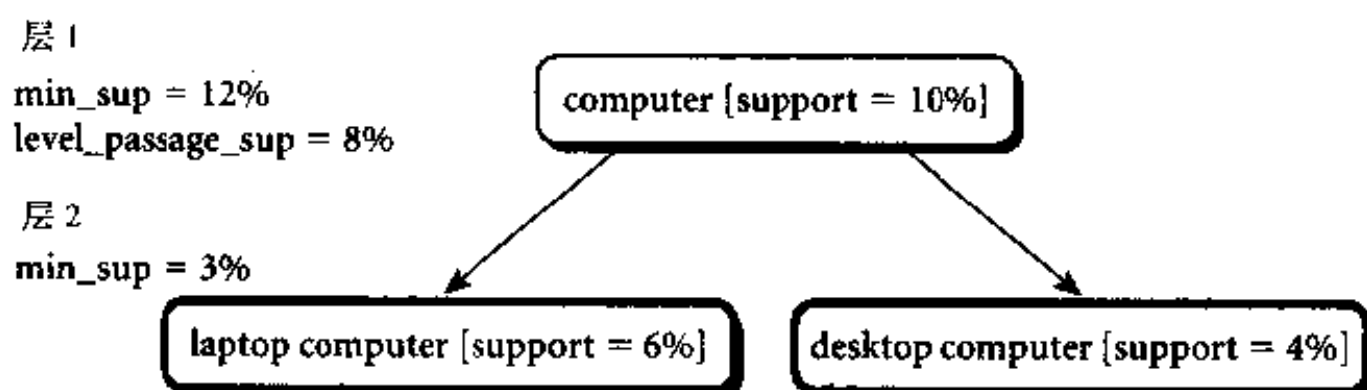 层 1
min_sup = 12%
level_passage_sup = 8%
computer [support = 10%]
层 2
min_sup = 3%
laptop computer [support = 6%]
desktop computer [support = 4%]